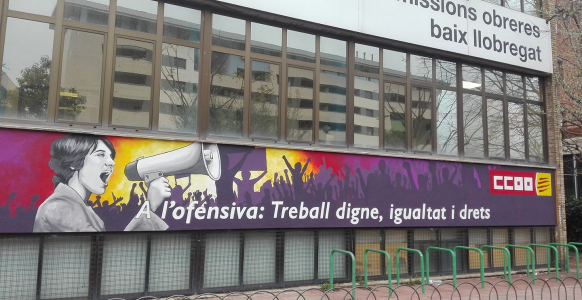 missions obreres
baix llobregat
A l'ofensiva: Treball digne, igualtat i drets
CCOO